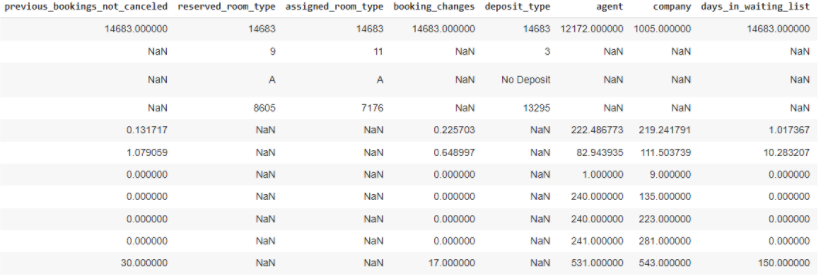 previous_bookings_not_canceled reserved_room_type assigned_room_type booking_changes deposit_type agent company days_in_waiting_list
14683.000000 14683 14683 14683.000000 14683 12172.000000 1005.000000 14683.000000
NaN 9 11 NaN 3 NaN NaN NaN
NaN A A NaN No Deposit NaN NaN NaN
NaN 8605 7176 NaN 13295 NaN NaN NaN
0.131717 NaN NaN 0.225703 NaN 222.486773 219.241791 1.017367
1.079059 NaN NaN 0.648997 NaN 82.943935 111.503739 10.283207
0.000000 NaN NaN 0.000000 NaN 1.000000 9.000000 0.000000
0.000000 NaN NaN 0.000000 NaN 240.000000 135.000000 0.000000
0.000000 NaN NaN 0.000000 NaN 240.000000 223.000000 0.000000
0.000000 NaN NaN 0.000000 NaN 241.000000 281.000000 0.000000
30.000000 NaN NaN 17.000000 NaN 531.000000 543.000000 150.000000